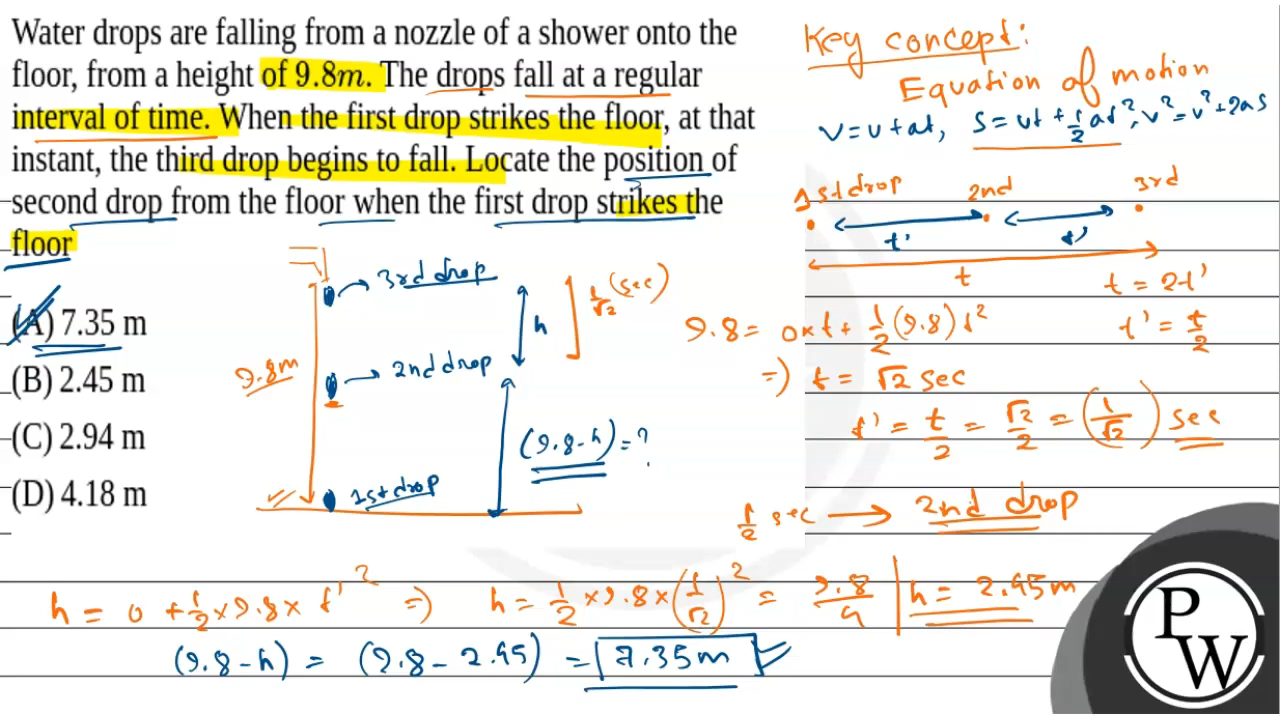 Water drops are falling from a nozzle of a shower onto the
floor, from a height of 9.8m. The drops fall at a regular
interval of time. When the first drop strikes the floor, at that
instant, the third drop begins to fall. Locate the position of
second drop from the floor when the first drop strikes the
floor
(A) 7.35 m
(B) 2.45 m
(C) 2.94 m
(D) 4.18 m
Key concept:
Equation of motion
v=u+at, s=ut+1/2 at², v²=u²+2as
1st drop 2nd 3rd
t' t'
t
t = 2t'
t' = t/2
9.8 = 0×t + 1/2 (9.8) t²
=) t = √2 sec
t' = t/2 = √2/2 = (1/√2) sec
1/2 sec → 2nd drop
3rd drop
2nd drop
1st drop
9.8m
h
1/√2 (sec)
(9.8-h) = ?
h = 0 + 1/2 × 9.8 × t'² =) h = 1/2 × 9.8 × (1/√2)² = 9.8/4 | h = 2.45m
(9.8-h) = (9.8 - 2.45) = 7.35m
PW